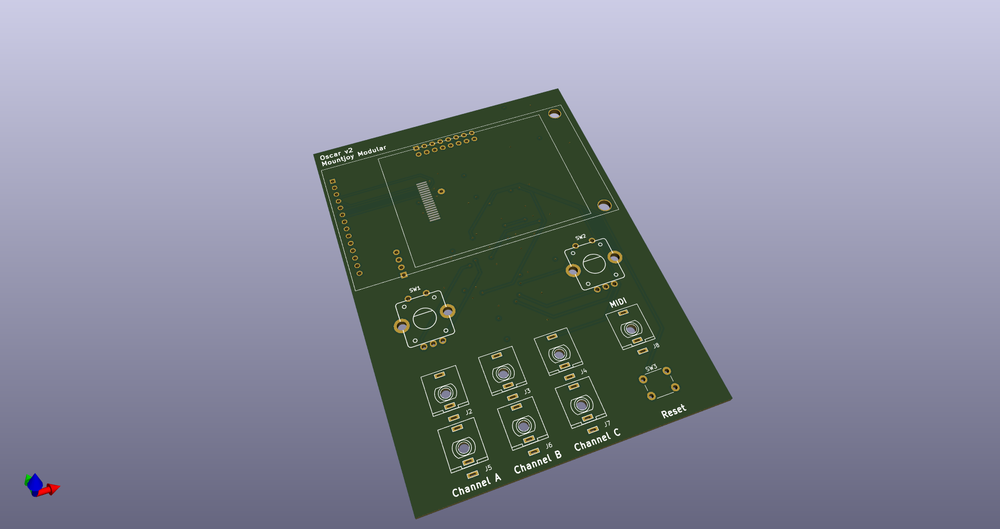 Oscar v2
Mountjoy Modular
SW2
SW1
MIDI
J8
J4
J3
SW3
J2
J7
J6
J5
Reset
Channel C
Channel B
Channel A